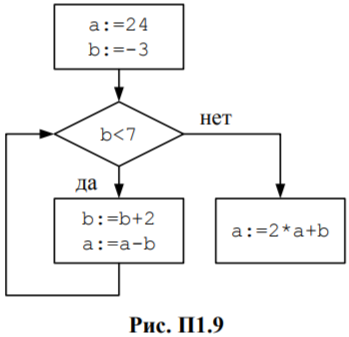 a:=24
b:=-3
b<7
нет
да
b:=b+2
a:=a-b
a:=2*a+b
Рис. П1.9